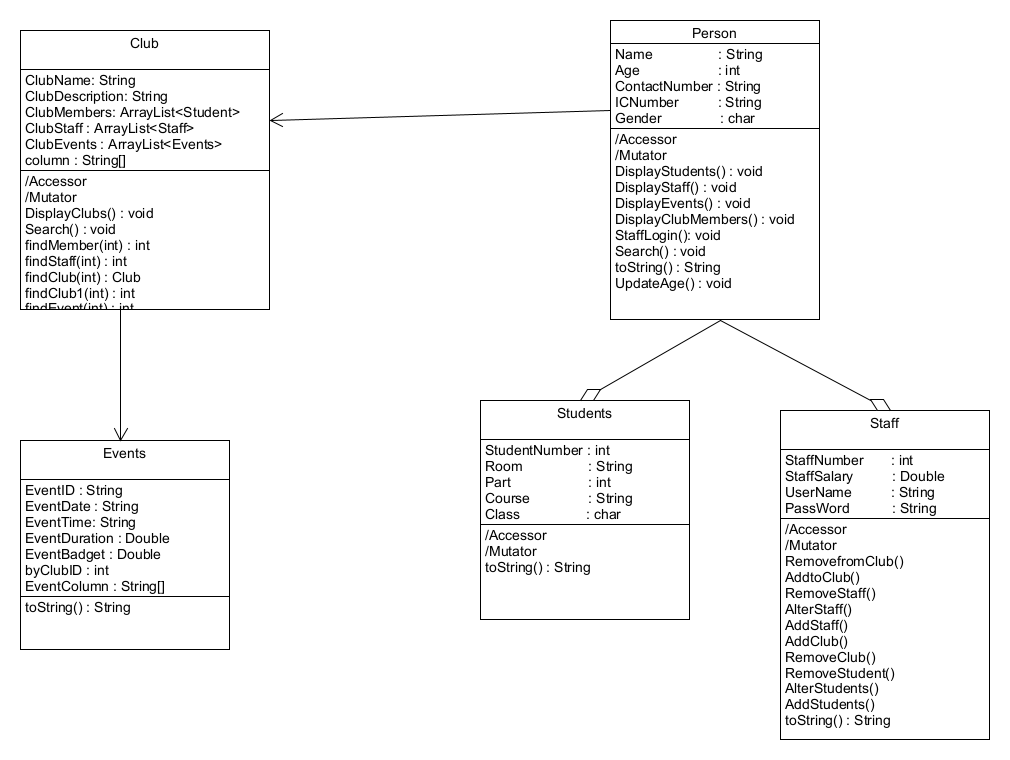 Club
ClubName: String
ClubDescription: String
ClubMembers: ArrayList<Student>
ClubStaff : ArrayList<Staff>
ClubEvents : ArrayList<Events>
column : String[]
/Accessor
/Mutator
DisplayClubs() : void
Search() : void
findMember(int) : int
findStaff(int) : int
findClub(int) : Club
findClub1(int) : int
findEvent(int) : int
Person
Name : String
Age : int
ContactNumber : String
ICNumber : String
Gender : char
/Accessor
/Mutator
DisplayStudents() : void
DisplayStaff() : void
DisplayEvents() : void
DisplayClubMembers() : void
StaffLogin(): void
Search() : void
toString() : String
UpdateAge() : void
Events
EventID : String
EventDate : String
EventTime: String
EventDuration : Double
EventBadget : Double
byClubID : int
EventColumn : String[]
toString() : String
Students
StudentNumber : int
Room : String
Part : int
Course : String
Class : char
/Accessor
/Mutator
toString() : String
Staff
StaffNumber : int
StaffSalary : Double
UserName : String
PassWord : String
/Accessor
/Mutator
RemovefromClub()
AddtoClub()
RemoveStaff()
AlterStaff()
AddStaff()
AddClub()
RemoveClub()
RemoveStudent()
AlterStudents()
AddStudents()
toString() : String